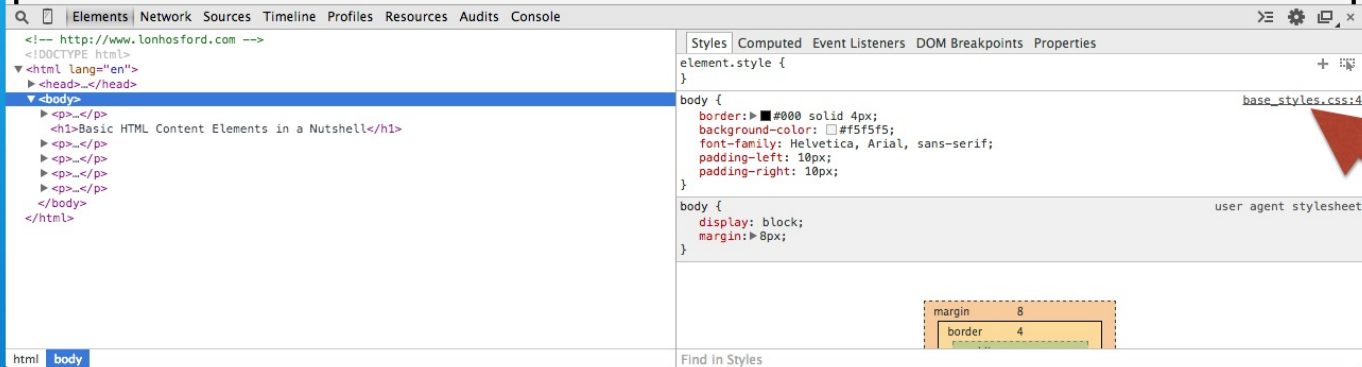 Elements Network Sources Timeline Profiles Resources Audits Console
<!-- http://www.lonhosford.com -->
<!DOCTYPE html>
▼<html lang="en">
▶<head>…</head>
▼<body>
▶<p>…</p>
<h1>Basic HTML Content Elements in a Nutshell</h1>
▶<p>…</p>
▶<p>…</p>
▶<p>…</p>
▶<p>…</p>
</body>
</html>
html body
Styles Computed Event Listeners DOM Breakpoints Properties
element.style {
}
body { base_styles.css:4
border:▶#000 solid 4px;
background-color: #f5f5f5;
font-family: Helvetica, Arial, sans-serif;
padding-left: 10px;
padding-right: 10px;
}
body { user agent stylesheet
display: block;
margin:▶8px;
}
margin 8
border 4
Find in Styles